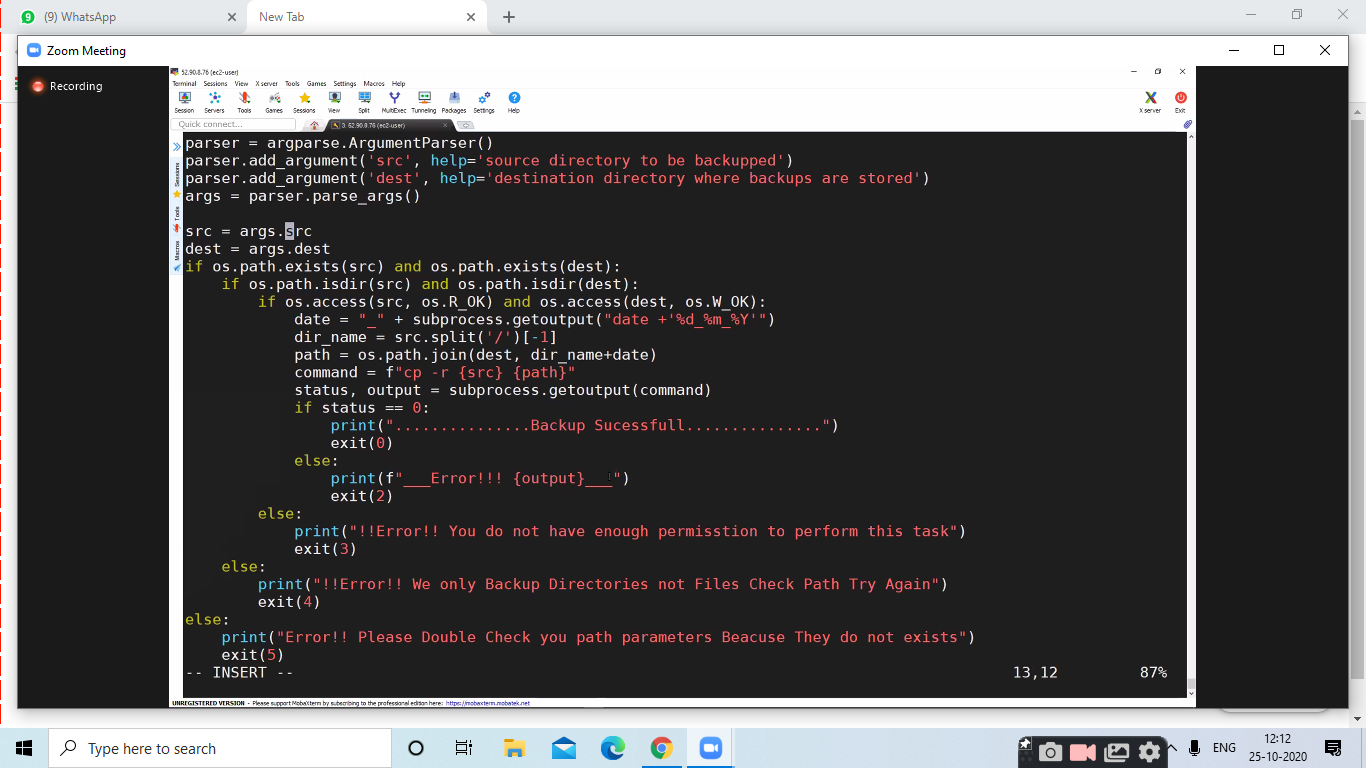 (9) WhatsApp
New Tab
Zoom Meeting
Recording
52.90.8.76 (ec2-user)
Terminal Sessions View X server Tools Games Settings Macros Help
Session Servers Tools Games Sessions View Split MultiExec Tunneling Packages Settings Help X server Exit
Quick connect...
3. 52.90.8.76 (ec2-user)
Sessions
Tools
Macros
parser = argparse.ArgumentParser()
parser.add_argument('src', help='source directory to be backupped')
parser.add_argument('dest', help='destination directory where backups are stored')
args = parser.parse_args()
src = args.src
dest = args.dest
if os.path.exists(src) and os.path.exists(dest):
if os.path.isdir(src) and os.path.isdir(dest):
if os.access(src, os.R_OK) and os.access(dest, os.W_OK):
date = "_" + subprocess.getoutput("date +'%d_%m_%Y'")
dir_name = src.split('/')[-1]
path = os.path.join(dest, dir_name+date)
command = f"cp -r {src} {path}"
status, output = subprocess.getoutput(command)
if status == 0:
print("...............Backup Sucessfull...............")
exit(0)
else:
print(f"___Error!!! {output}___")
exit(2)
else:
print("!!Error!! You do not have enough permisstion to perform this task")
exit(3)
else:
print("!!Error!! We only Backup Directories not Files Check Path Try Again")
exit(4)
else:
print("Error!! Please Double Check you path parameters Beacuse They do not exists")
exit(5)
-- INSERT -- 13,12 87%
UNREGISTERED VERSION - Please support MobaXterm by subscribing to the professional edition here: https://mobaxterm.mobatek.net
Type here to search
ENG
12:12
25-10-2020